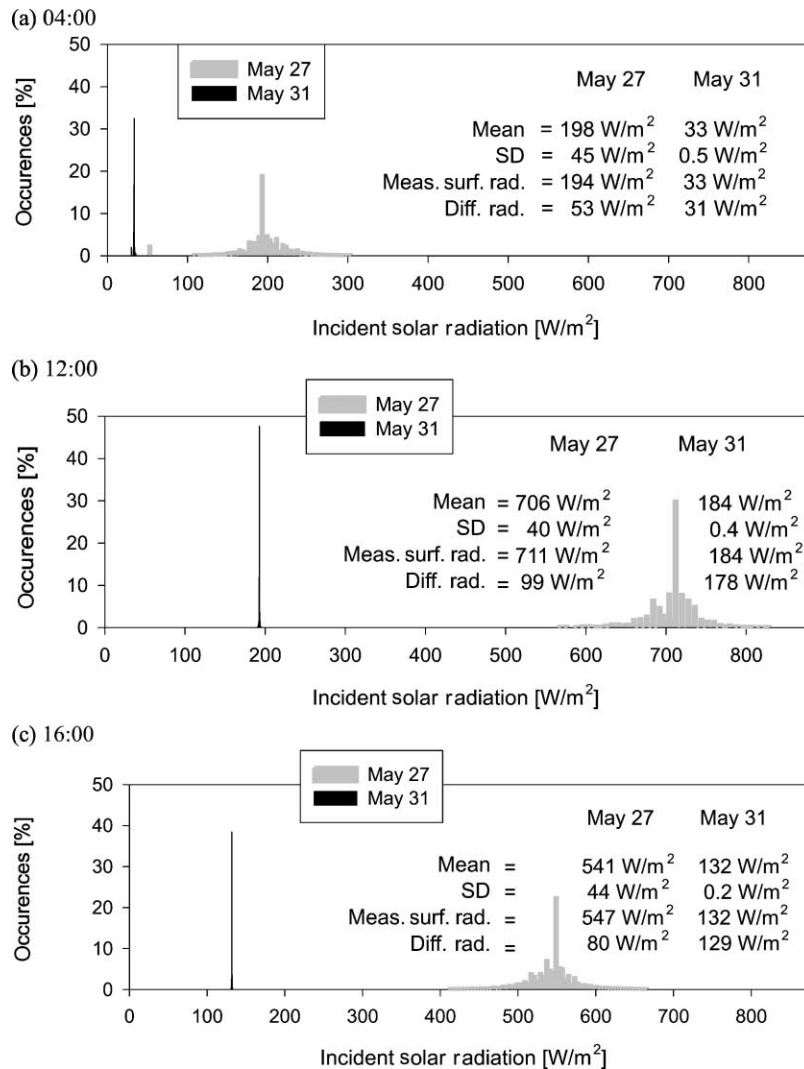 (a) 04:00
50
40
30
20
10
0
Occurences [%]
May 27
May 31
May 27 May 31
Mean = 198 W/m² 33 W/m²
SD = 45 W/m² 0.5 W/m²
Meas. surf. rad. = 194 W/m² 33 W/m²
Diff. rad. = 53 W/m² 31 W/m²
0 100 200 300 400 500 600 700 800
Incident solar radiation [W/m²]
(b) 12:00
50
40
30
20
10
0
Occurences [%]
May 27
May 31
May 27 May 31
Mean = 706 W/m² 184 W/m²
SD = 40 W/m² 0.4 W/m²
Meas. surf. rad. = 711 W/m² 184 W/m²
Diff. rad. = 99 W/m² 178 W/m²
0 100 200 300 400 500 600 700 800
Incident solar radiation [W/m²]
(c) 16:00
50
40
30
20
10
0
Occurences [%]
May 27
May 31
May 27 May 31
Mean = 541 W/m² 132 W/m²
SD = 44 W/m² 0.2 W/m²
Meas. surf. rad. = 547 W/m² 132 W/m²
Diff. rad. = 80 W/m² 129 W/m²
0 100 200 300 400 500 600 700 800
Incident solar radiation [W/m²]